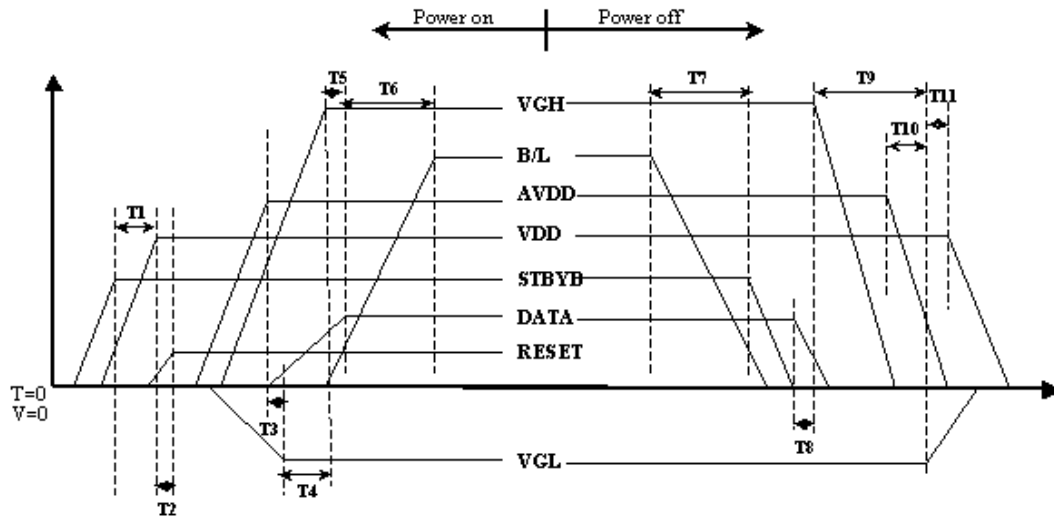 Power on
Power off
T5
T6
T7
T9
T11
VGH
T10
B/L
AVDD
T1
VDD
STBYB
DATA
RESET
T=0
V=0
T3
T8
VGL
T4
T2